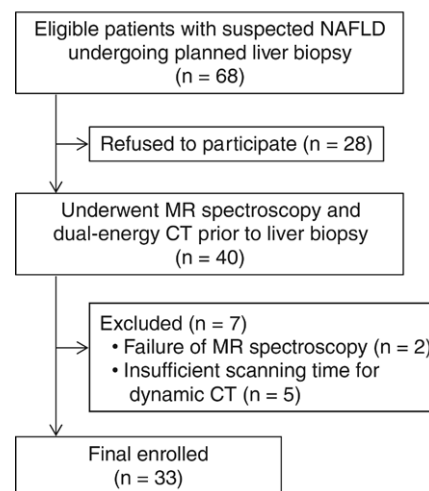 Eligible patients with suspected NAFLD
undergoing planned liver biopsy
(n = 68)
Refused to participate (n = 28)
Underwent MR spectroscopy and
dual-energy CT prior to liver biopsy
(n = 40)
Excluded (n = 7)
• Failure of MR spectroscopy (n = 2)
• Insufficient scanning time for
dynamic CT (n = 5)
Final enrolled
(n = 33)